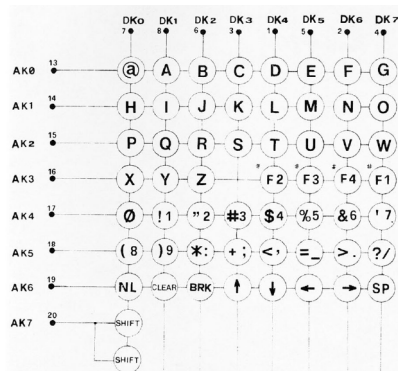 DK0 DK1 DK2 DK3 DK4 DK5 DK6 DK7
7 8 6 3 1 5 2 4
AK0 13 @ A B C D E F G
AK1 14 H I J K L M N O
AK2 15 P Q R S T U V W
AK3 16 X Y Z F2 F3 F4 F1
AK4 17 Ø !1 "2 #3 $4 %5 &6 '7
AK5 18 (8 )9 *: +; <, =_ >. ?/
AK6 19 NL CLEAR BRK ↑ ↓ ← → SP
AK7 20 SHIFT
SHIFT